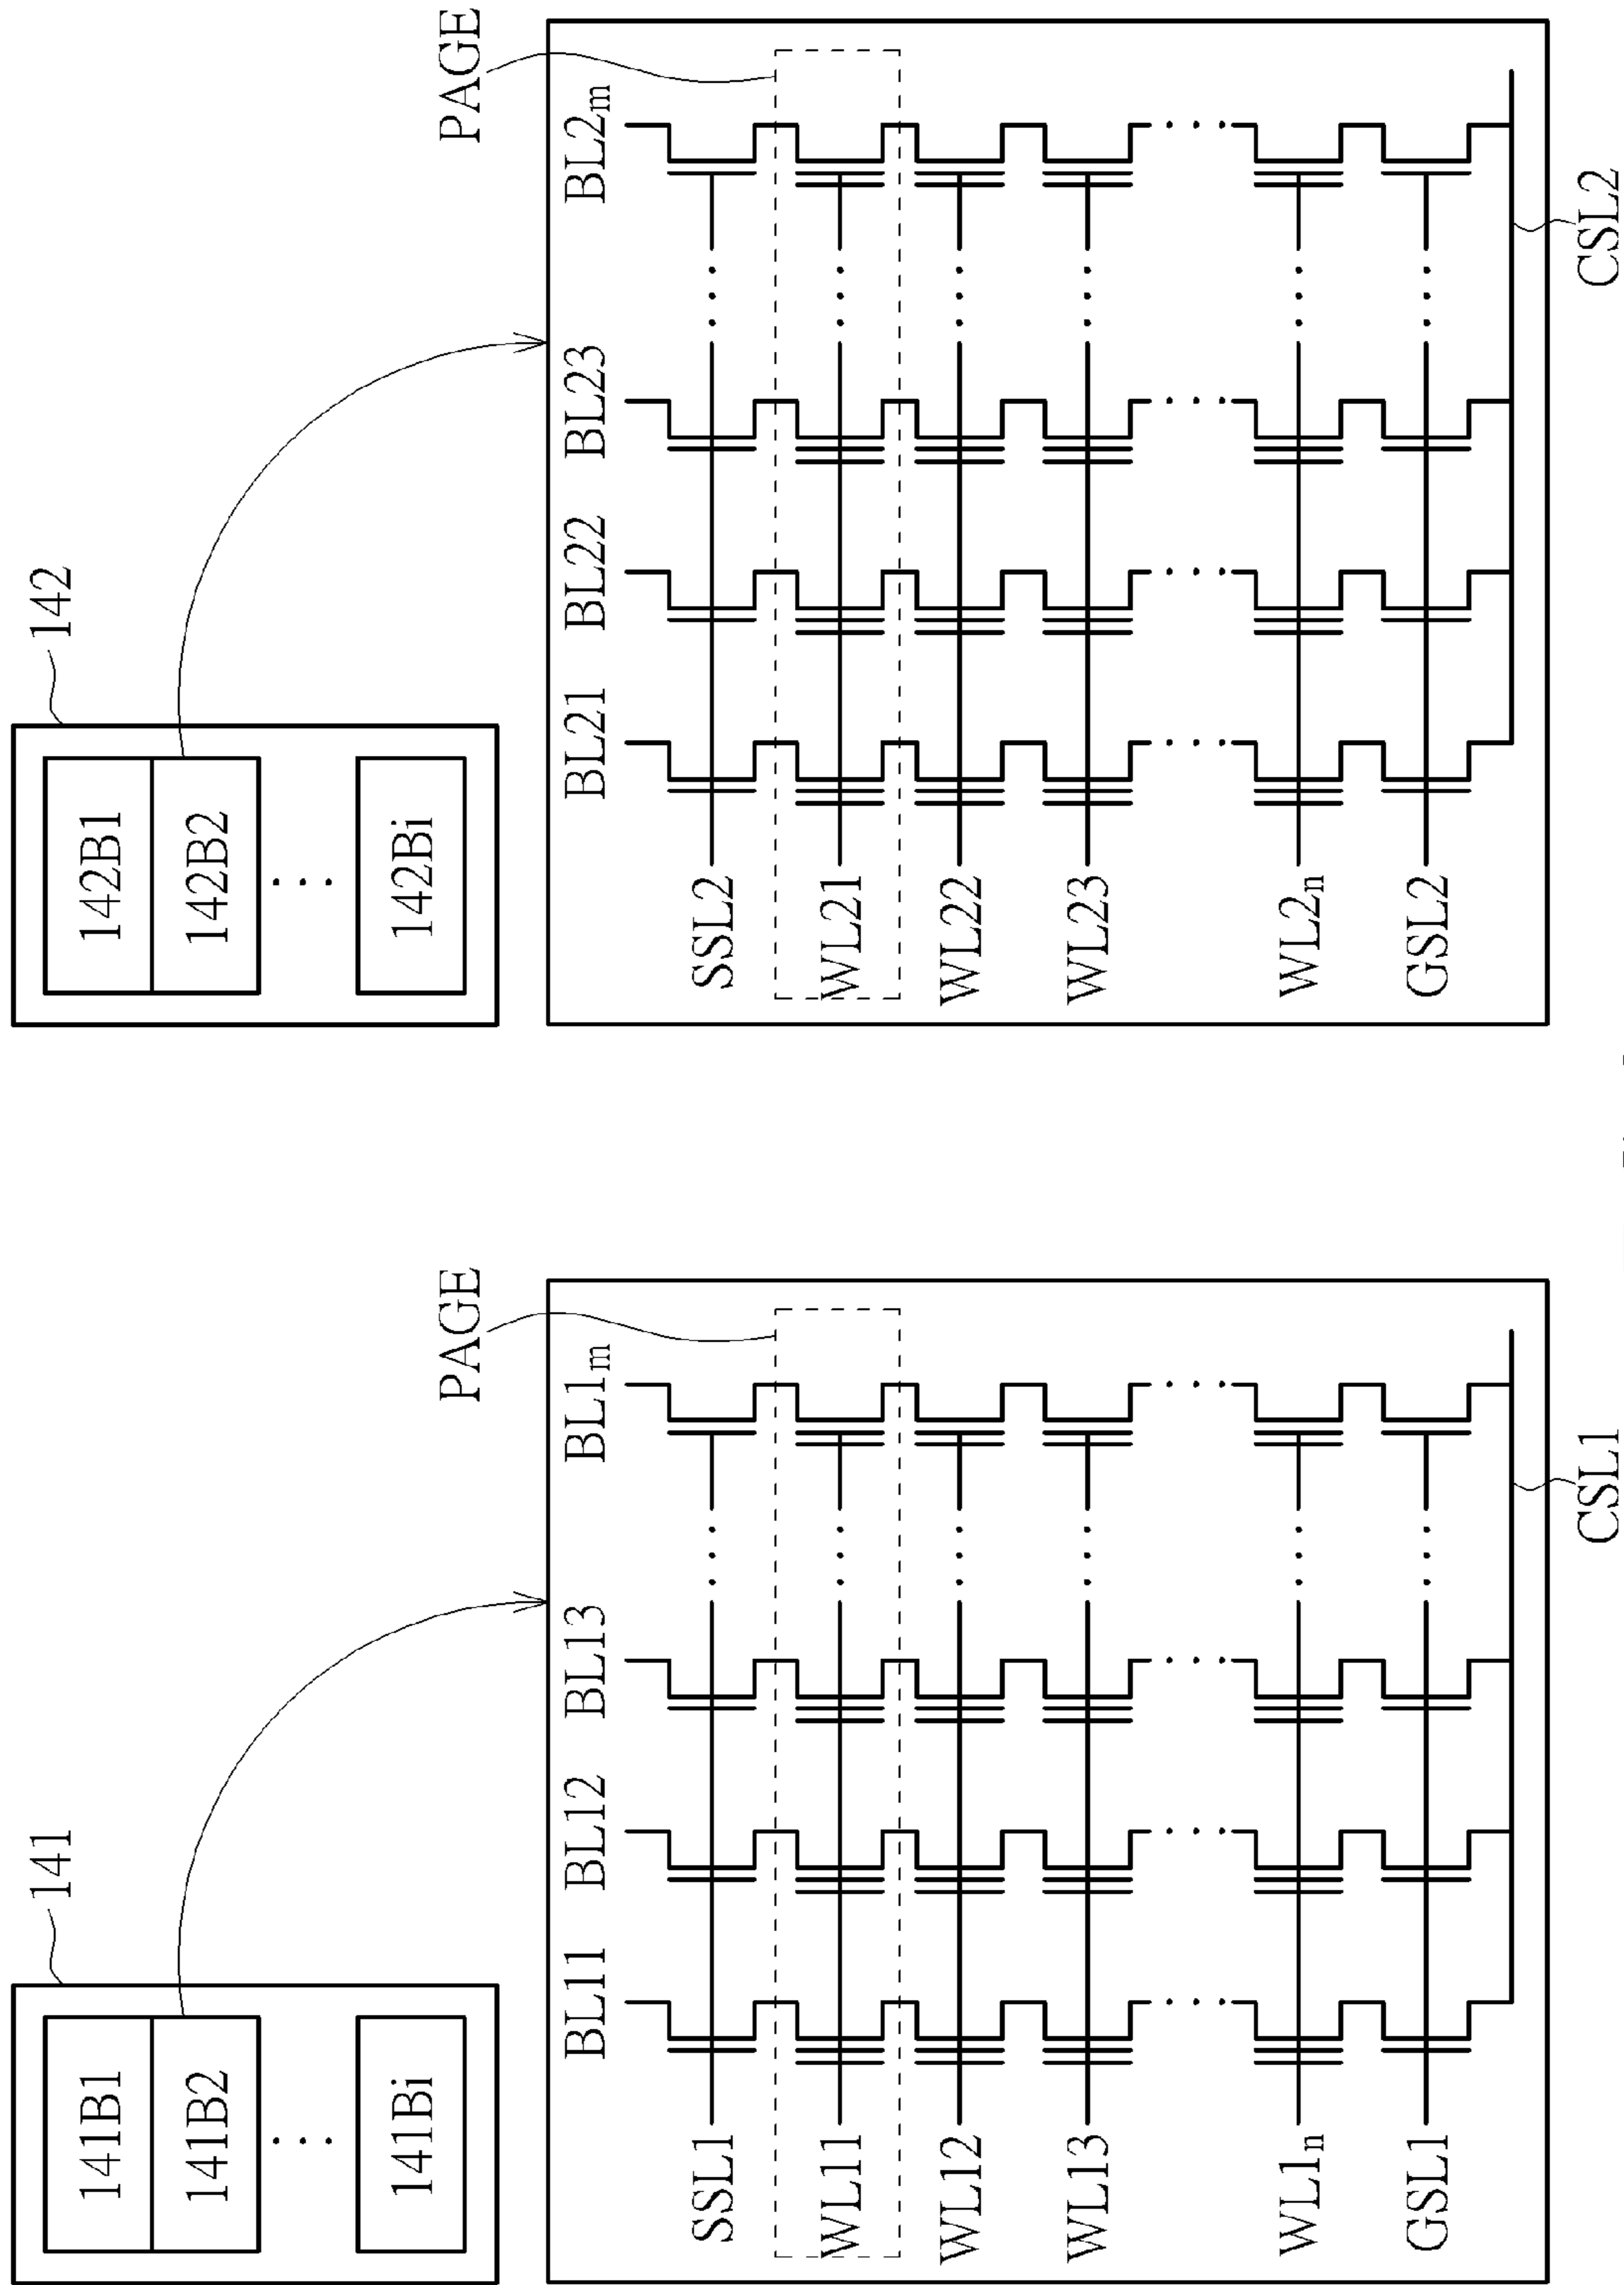 141
141B1
141B2
141Bi
PAGE
BL11 BL12 BL13 BL1m
SSL1
WL11
WL12
WL13
WL1n
GSL1
CSL1
142
142B1
142B2
142Bi
PAGE
BL21 BL22 BL23 BL2m
SSL2
WL21
WL22
WL23
WL2n
GSL2
CSL2